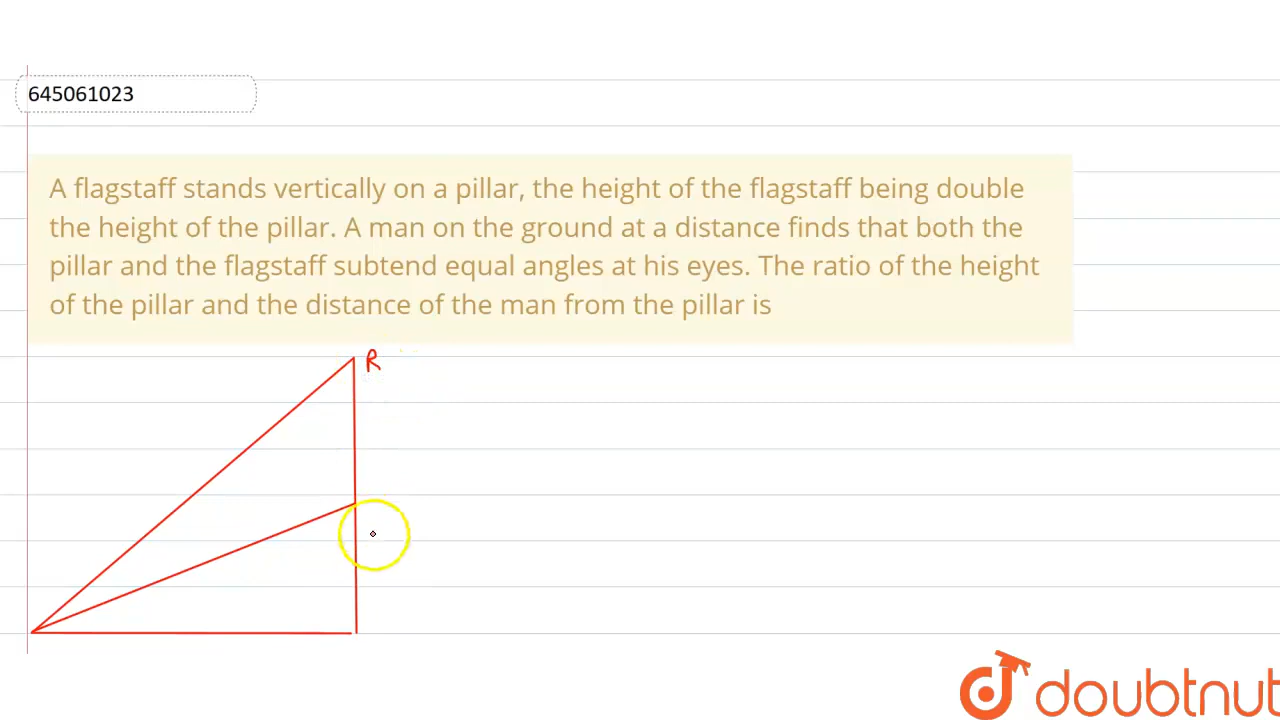 645061023
A flagstaff stands vertically on a pillar, the height of the flagstaff being double
the height of the pillar. A man on the ground at a distance finds that both the
pillar and the flagstaff subtend equal angles at his eyes. The ratio of the height
of the pillar and the distance of the man from the pillar is
R
doubtnut